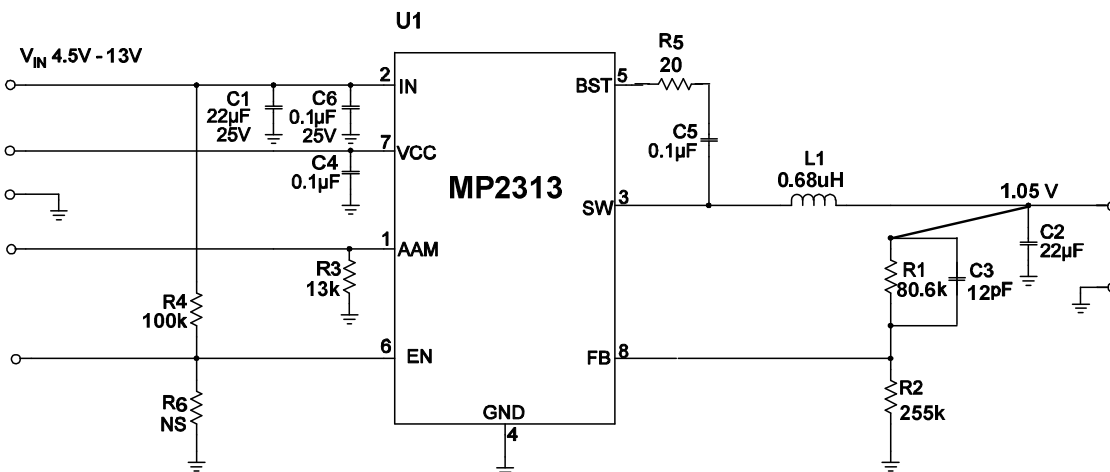 U1
V_IN 4.5V - 13V
2
IN
C1
22µF
25V
C6
0.1µF
25V
7
VCC
C4
0.1µF
1
AAM
R3
13k
R4
100k
6
EN
R6
NS
MP2313
GND
4
BST
5
R5
20
C5
0.1µF
SW
3
L1
0.68uH
1.05 V
C2
22µF
R1
80.6k
C3
12pF
FB
8
R2
255k